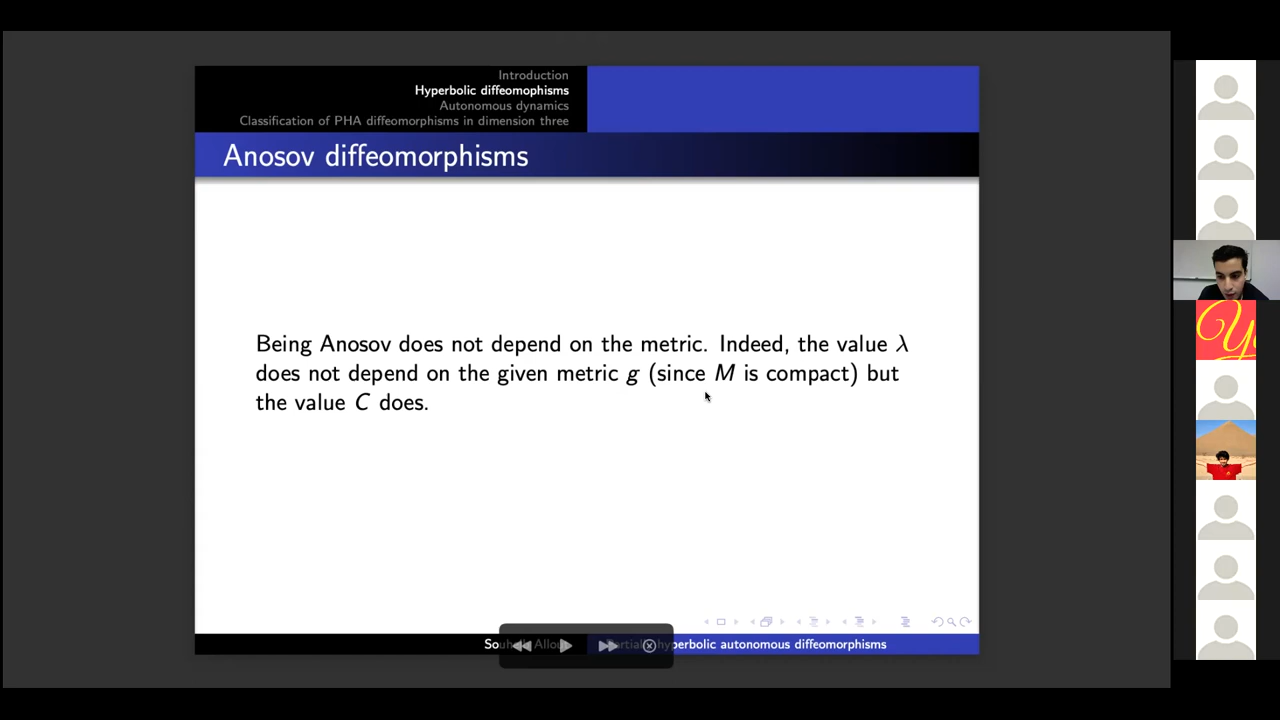 Introduction
Hyperbolic diffeomophisms
Autonomous dynamics
Classification of PHA diffeomorphisms in dimension three
Anosov diffeomorphisms
Being Anosov does not depend on the metric. Indeed, the value λ
does not depend on the given metric g (since M is compact) but
the value C does.
hyperbolic autonomous diffeomorphisms